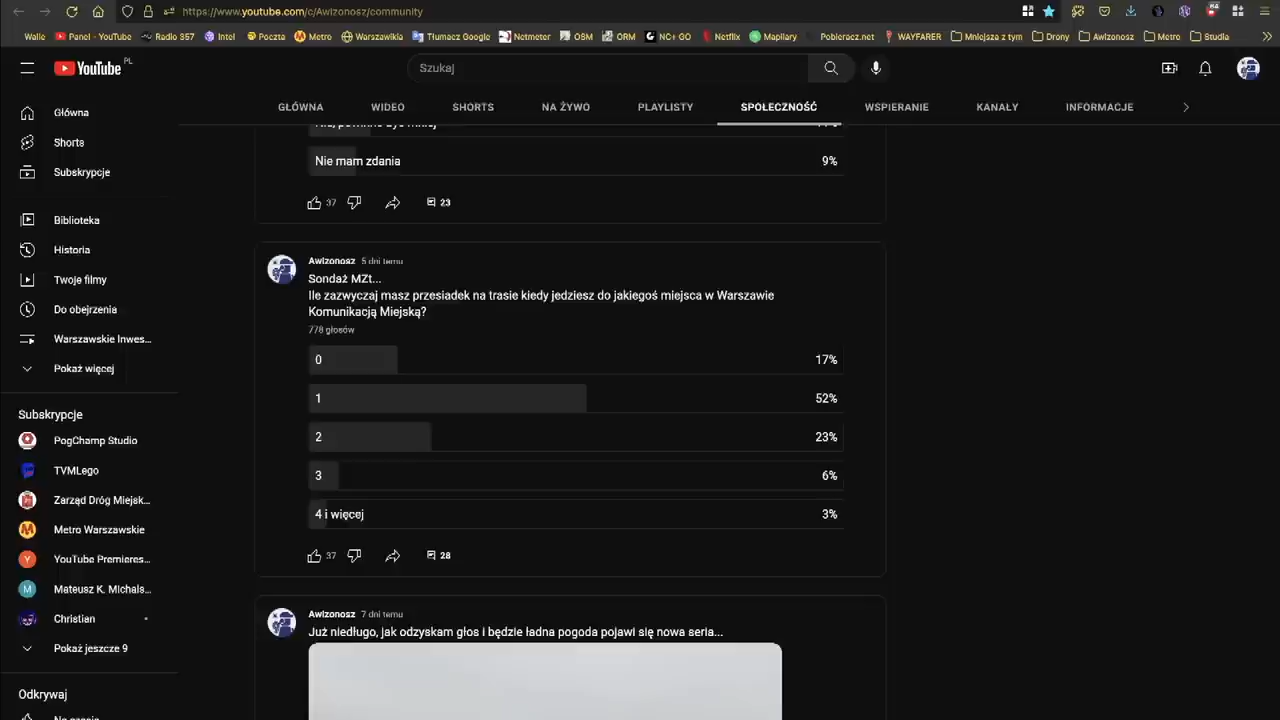 https://www.youtube.com/c/Awizonosz/community
Walle
Panel - YouTube
Radio 357
Intel
Poczta
Metro
Warszawikia
Tłumacz Google
Netmeter
OSM
ORM
NC+ GO
Netflix
Mapilary
Pobieracz.net
WAYFARER
Mniejsza z tym
Drony
Awizonosz
Metro
Studia
YouTube PL
Szukaj
GŁÓWNA
WIDEO
SHORTS
NA ŻYWO
PLAYLISTY
SPOŁECZNOŚĆ
WSPIERANIE
KANAŁY
INFORMACJE
Główna
Shorts
Subskrypcje
Biblioteka
Historia
Twoje filmy
Do obejrzenia
Warszawskie Inwes...
Pokaż więcej
Subskrypcje
PogChamp Studio
TVMLego
Zarząd Dróg Miejsk...
Metro Warszawskie
YouTube Premieres...
Mateusz K. Michals...
Christian
Pokaż jeszcze 9
Odkrywaj
Nie mam zdania 9%
37 23
Awizonosz 5 dni temu
Sondaż MZt...
Ile zazwyczaj masz przesiadek na trasie kiedy jedziesz do jakiegoś miejsca w Warszawie
Komunikacją Miejską?
778 głosów
0 17%
1 52%
2 23%
3 6%
4 i więcej 3%
37 28
Awizonosz 7 dni temu
Już niedługo, jak odzyskam głos i będzie ładna pogoda pojawi się nowa seria...